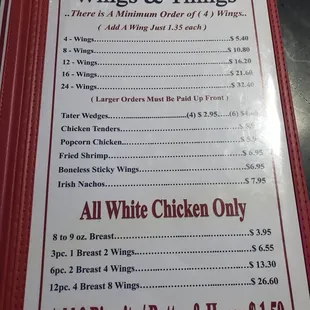 Wings & Things
..There is A Minimum Order of ( 4 ) Wings..
( Add A Wing Just 1.35 each )
4 - Wings......$ 5.40
8 - Wings......$ 10.80
12 - Wings......$ 16.20
16 - Wings......$ 21.60
24 - Wings......$ 32.40
( Larger Orders Must Be Paid Up Front )
Tater Wedges......(4) $ 2.95.....(6)
Chicken Tenders......
Popcorn Chicken......
Fried Shrimp......$ 6.95
Boneless Sticky Wings......$6.95
Irish Nachos......$ 7.95
All White Chicken Only
8 to 9 oz. Breast......$ 3.95
3pc. 1 Breast 2 Wings......$ 6.55
6pc. 2 Breast 4 Wings......$ 13.30
12pc. 4 Breast 8 Wings......$ 26.60